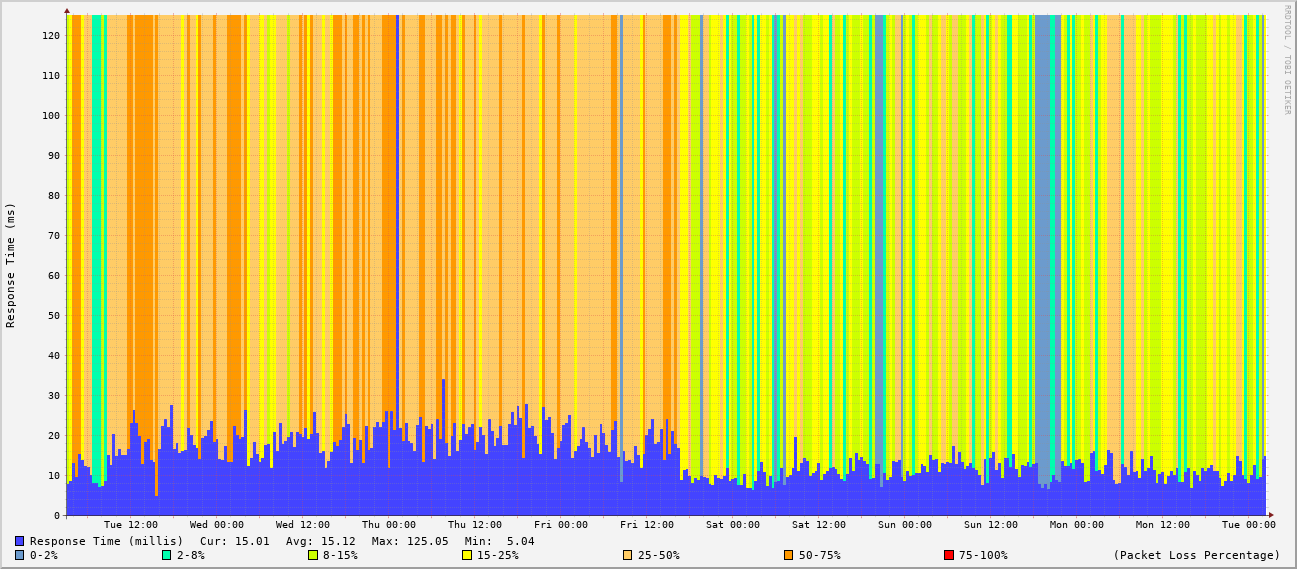 RRDTOOL / TOBI OETIKER
Response Time (ms)
120
110
100
90
80
70
60
50
40
30
20
10
0
Tue 12:00 Wed 00:00 Wed 12:00 Thu 00:00 Thu 12:00 Fri 00:00 Fri 12:00 Sat 00:00 Sat 12:00 Sun 00:00 Sun 12:00 Mon 00:00 Mon 12:00 Tue 00:00
Response Time (millis) Cur: 15.01 Avg: 15.12 Max: 125.05 Min: 5.04
0-2% 2-8% 8-15% 15-25% 25-50% 50-75% 75-100% (Packet Loss Percentage)